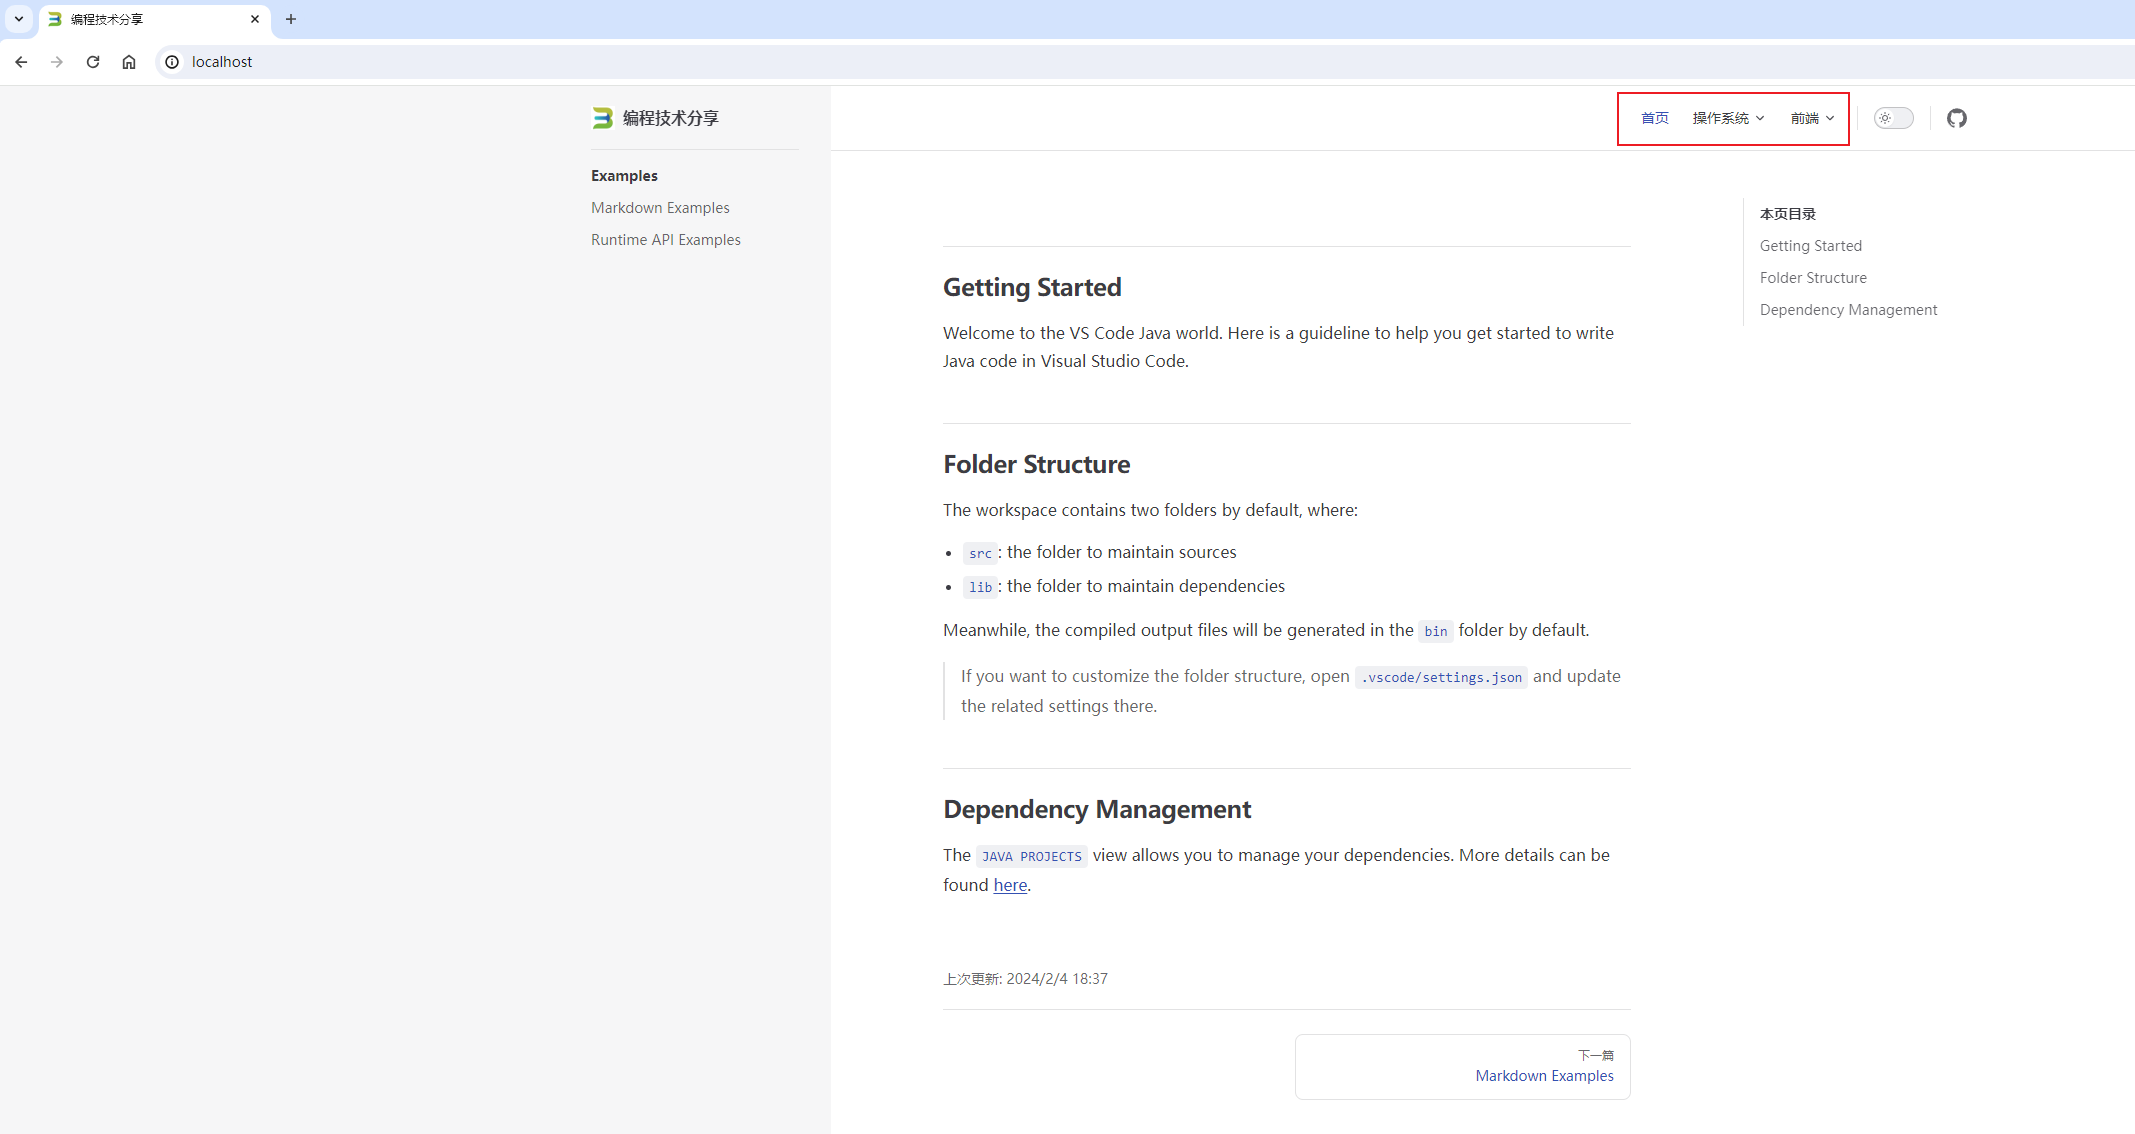 编程技术分享
localhost
编程技术分享
首页 操作系统 前端
Examples
Markdown Examples
Runtime API Examples
Getting Started
Welcome to the VS Code Java world. Here is a guideline to help you get started to write
Java code in Visual Studio Code.
Folder Structure
The workspace contains two folders by default, where:
src: the folder to maintain sources
lib: the folder to maintain dependencies
Meanwhile, the compiled output files will be generated in the bin folder by default.
If you want to customize the folder structure, open .vscode/settings.json and update
the related settings there.
Dependency Management
The JAVA PROJECTS view allows you to manage your dependencies. More details can be
found here.
上次更新: 2024/2/4 18:37
下一篇
Markdown Examples
本页目录
Getting Started
Folder Structure
Dependency Management